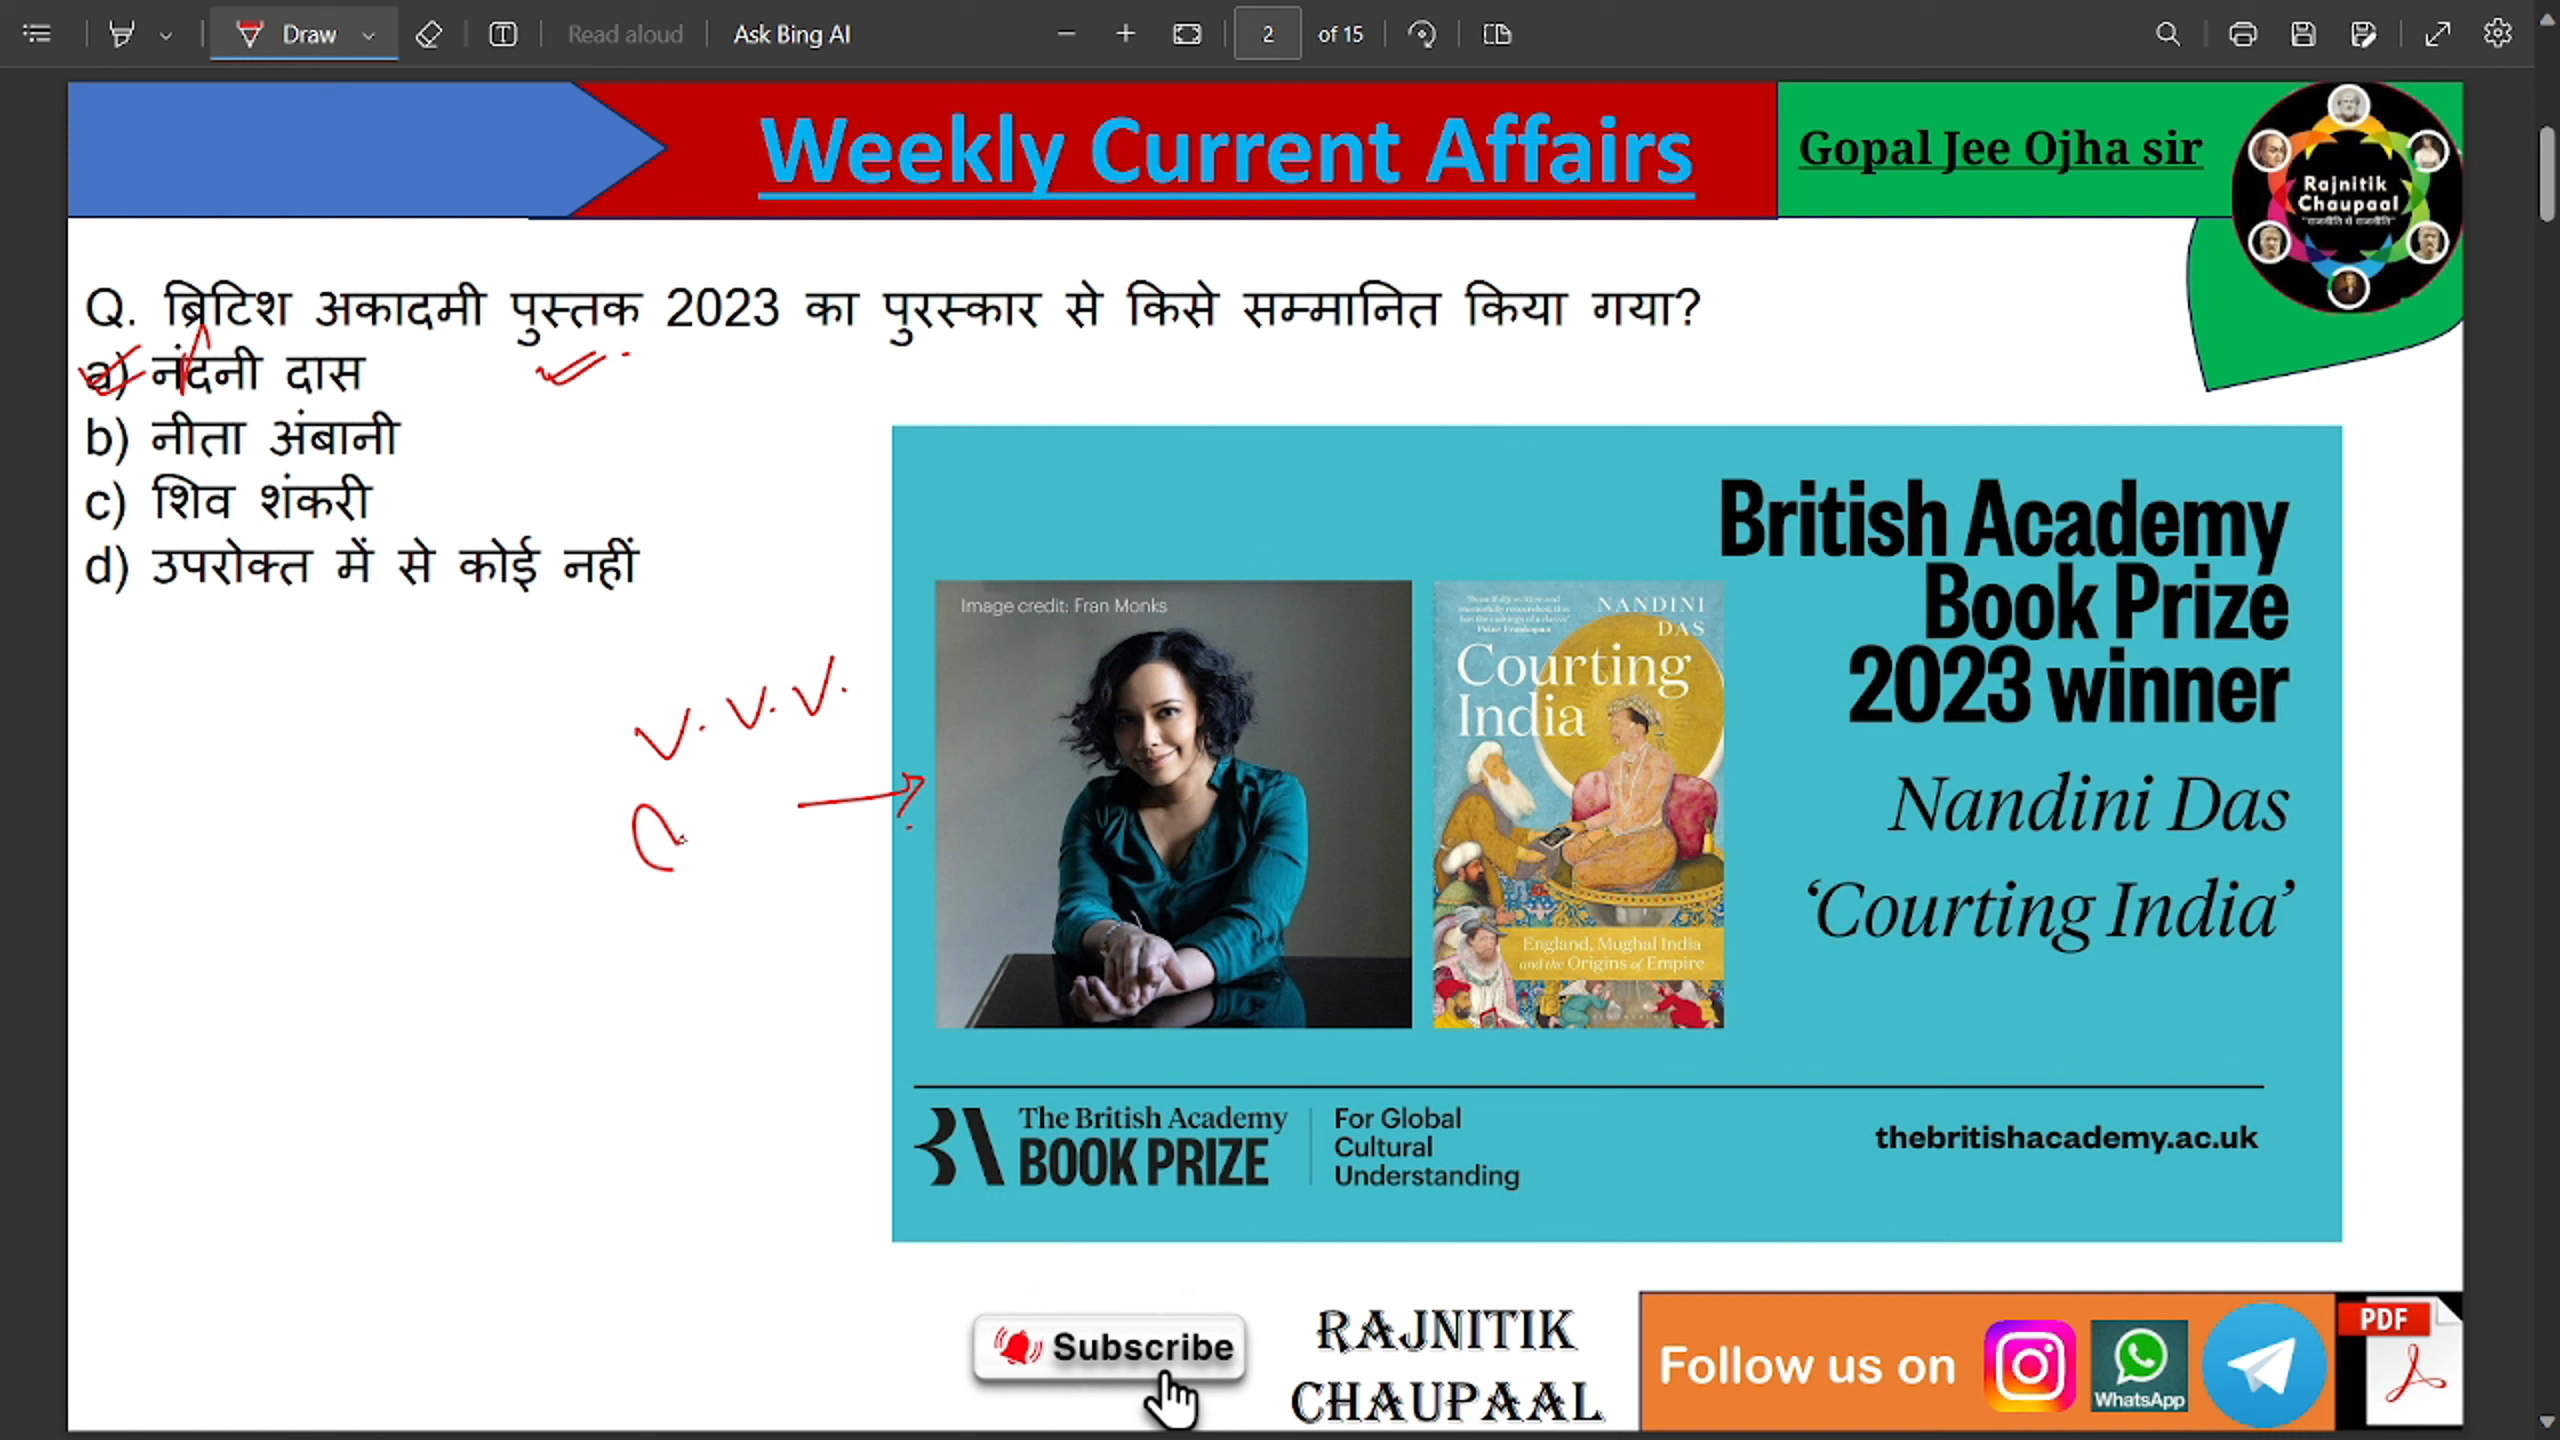 Draw
Read aloud
Ask Bing AI
2 of 15
Weekly Current Affairs
Gopal Jee Ojha sir
Rajnitik
Chaupaal
Q. ब्रिटिश अकादमी पुस्तक 2023 का पुरस्कार से किसे सम्मानित किया गया?
a) नंदनी दास
b) नीता अंबानी
c) शिव शंकरी
d) उपरोक्त में से कोई नहीं
V. V. V.
British Academy
Book Prize
2023 winner
Nandini Das
‘Courting India’
Image credit: Fran Monks
NANDINI
DAS
Courting
India
England, Mughal India
and the Origins of Empire
The British Academy
BOOK PRIZE
For Global
Cultural
Understanding
thebritishacademy.ac.uk
Subscribe
RAJNITIK
CHAUPAAL
Follow us on
WhatsApp
PDF